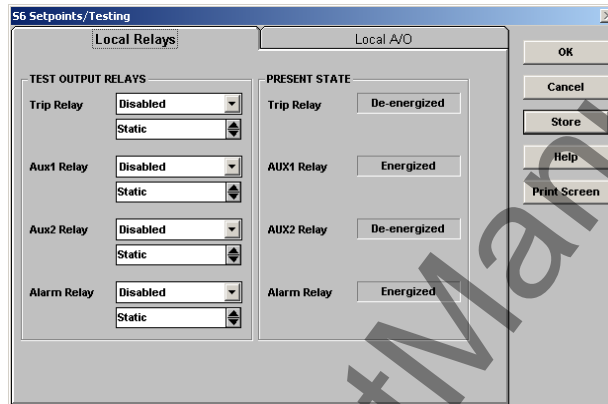 S6 Setpoints/Testing
Local Relays
Local A/O
TEST OUTPUT RELAYS
Trip Relay
Disabled
Static
Aux1 Relay
Disabled
Static
Aux2 Relay
Disabled
Static
Alarm Relay
Disabled
Static
PRESENT STATE
Trip Relay
De-energized
AUX1 Relay
Energized
AUX2 Relay
De-energized
Alarm Relay
Energized
OK
Cancel
Store
Help
Print Screen